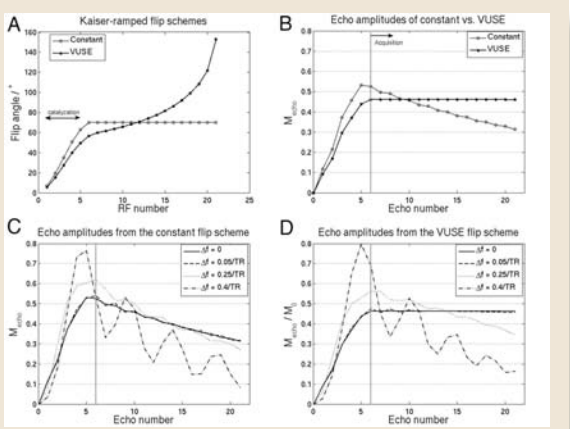 A
Kaiser-ramped flip schemes
Constant
VUSE
catalyzation
Flip angle / °
160
140
120
100
80
60
40
20
0
0 5 10 15 20 25
RF number
B
Echo amplitudes of constant vs. VUSE
Acquisition
Constant
VUSE
M echo
0.8
0.7
0.6
0.5
0.4
0.3
0.2
0.1
0
0 5 10 15 20
Echo number
C
Echo amplitudes from the constant flip scheme
Δf = 0
Δf = 0.05/TR
Δf = 0.25/TR
Δf = 0.4/TR
M echo
0.8
0.7
0.6
0.5
0.4
0.3
0.2
0.1
0
0 5 10 15 20
Echo number
D
Echo amplitudes from the VUSE flip scheme
Δf = 0
Δf = 0.05/TR
Δf = 0.25/TR
Δf = 0.4/TR
M echo / M 0
0.8
0.7
0.6
0.5
0.4
0.3
0.2
0.1
0
0 5 10 15 20
Echo number